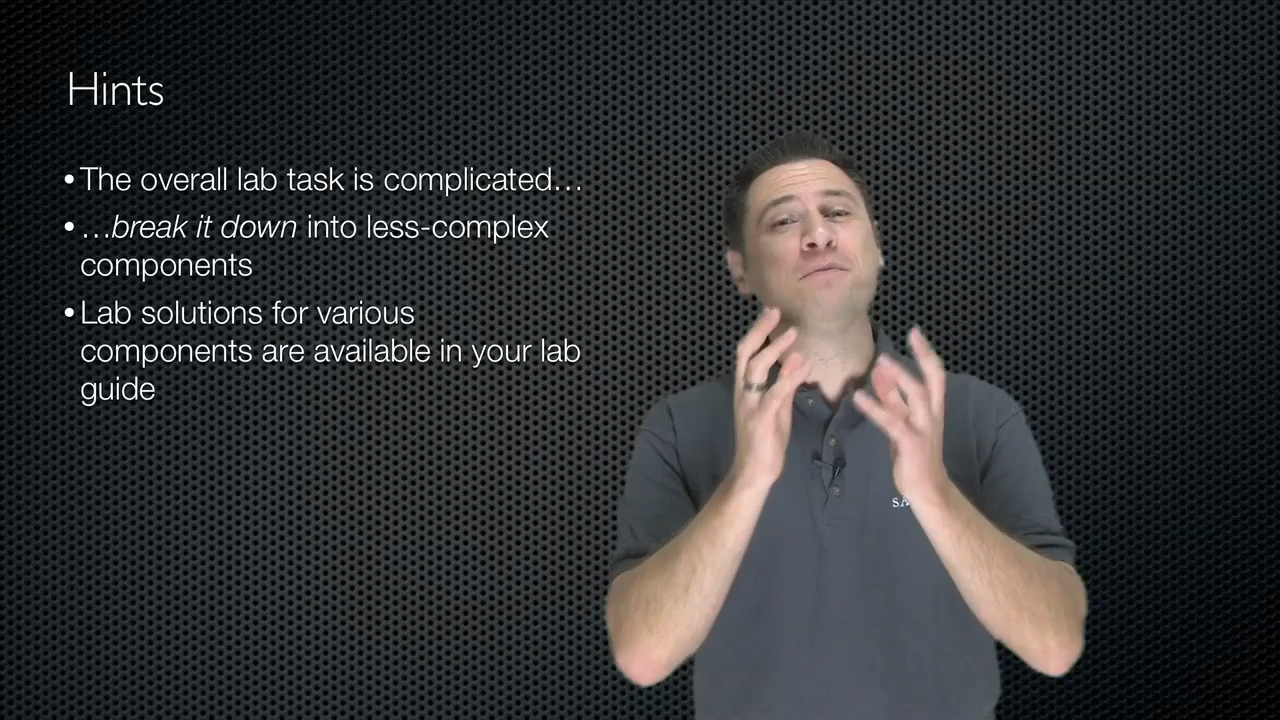 Hints
•The overall lab task is complicated…
•…break it down into less-complex
components
•Lab solutions for various
components are available in your lab
guide